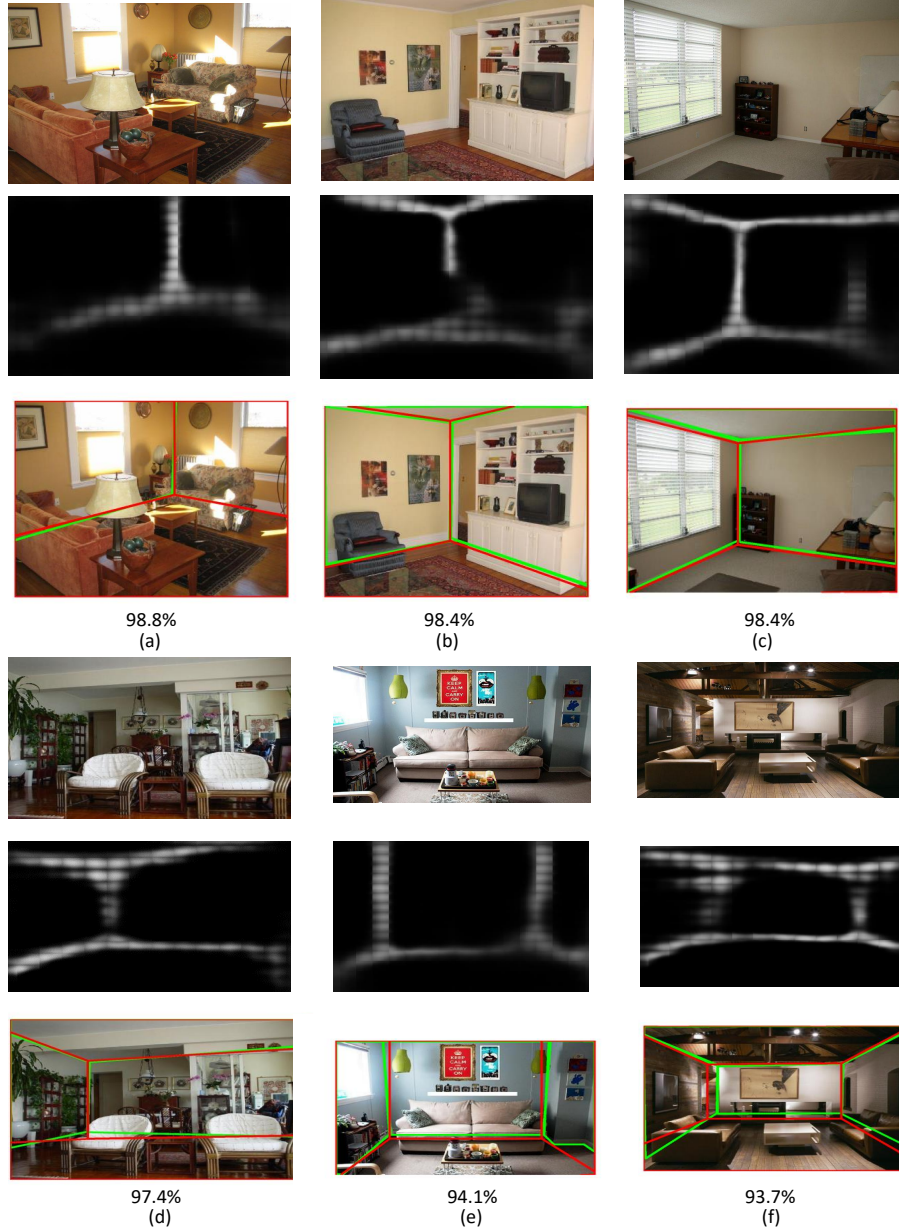 98.8%
98.4%
98.4%
(a)
(b)
(c)
KEEP
CALM
AND
CARRY
ON
97.4%
94.1%
93.7%
(d)
(e)
(f)